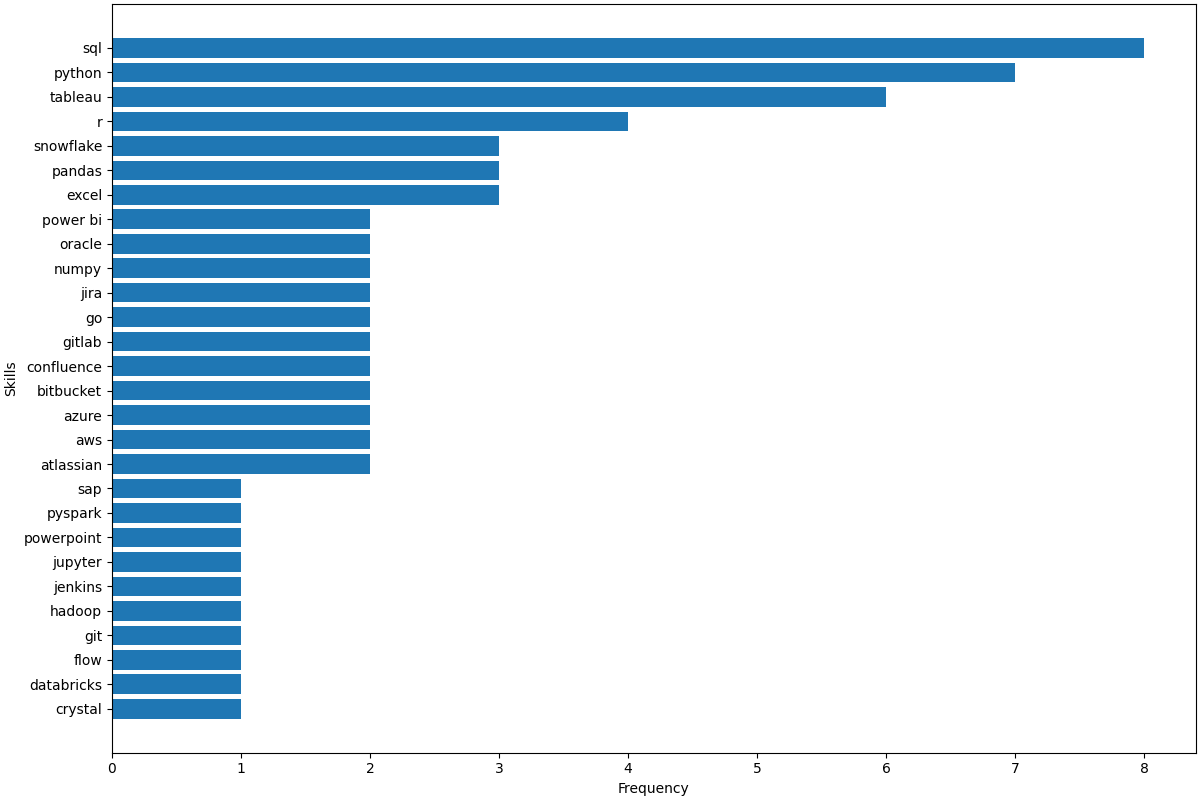 sql
python
tableau
r
snowflake
pandas
excel
power bi
oracle
numpy
jira
go
gitlab
confluence
bitbucket
azure
aws
atlassian
sap
pyspark
powerpoint
jupyter
jenkins
hadoop
git
flow
databricks
crystal
Skills
0 1 2 3 4 5 6 7 8
Frequency